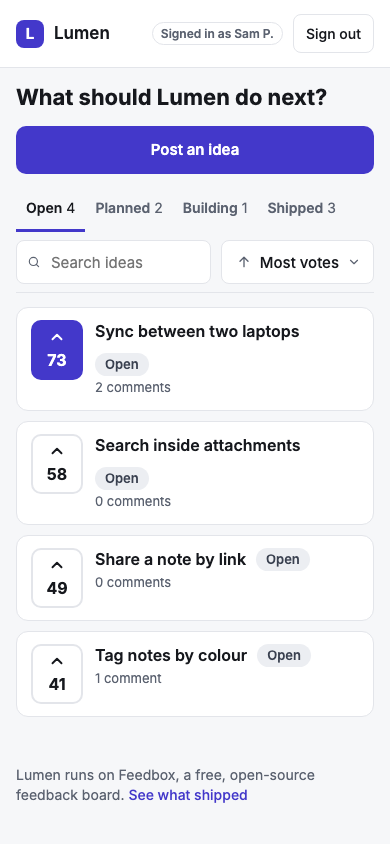 L Lumen Signed in as Sam P. Sign out
What should Lumen do next?
Post an idea
Open 4 Planned 2 Building 1 Shipped 3
Search ideas Most votes
Sync between two laptops
73
Open
2 comments
Search inside attachments
58
Open
0 comments
Share a note by link Open
49
0 comments
Tag notes by colour Open
41
1 comment
Lumen runs on Feedbox, a free, open-source
feedback board. See what shipped